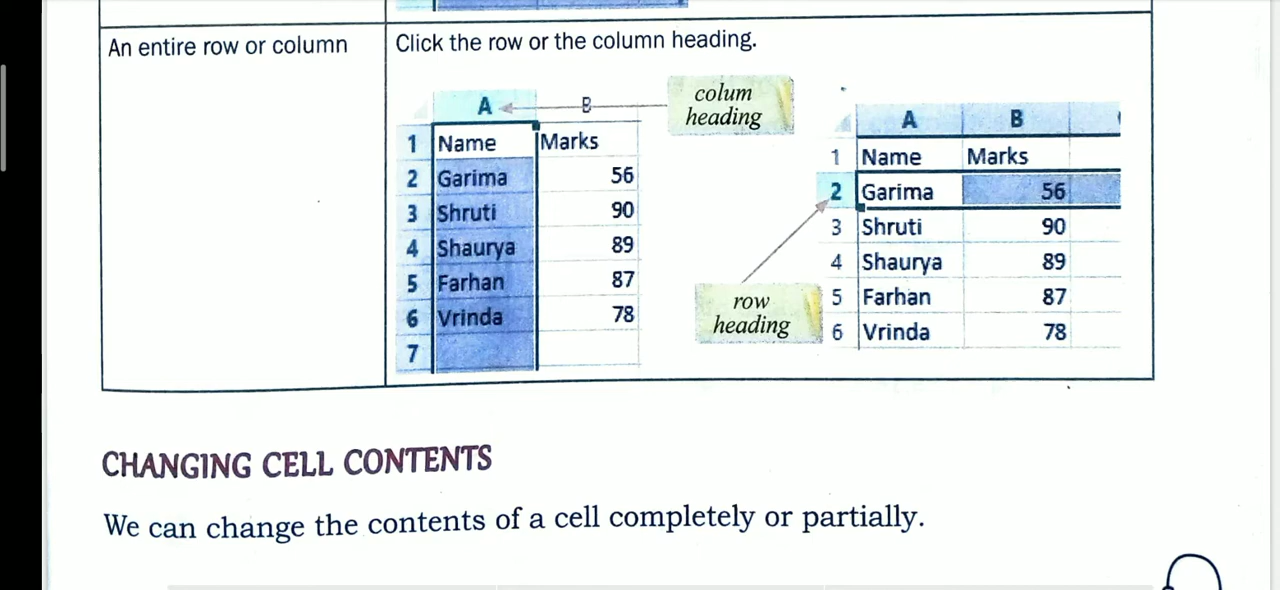 An entire row or column
Click the row or the column heading.
colum
heading
A B
1 Name Marks
2 Garima 56
3 Shruti 90
4 Shaurya 89
5 Farhan 87
6 Vrinda 78
7
A B
1 Name Marks
2 Garima 56
3 Shruti 90
4 Shaurya 89
5 Farhan 87
6 Vrinda 78
row
heading
CHANGING CELL CONTENTS
We can change the contents of a cell completely or partially.